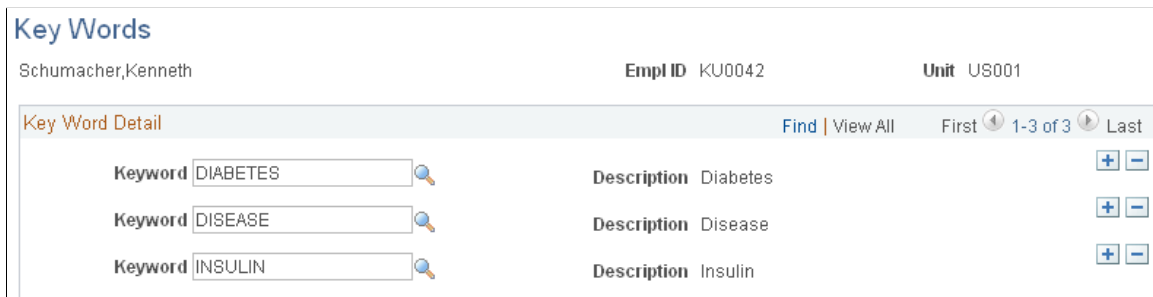 Key Words
Schumacher,Kenneth Empl ID KU0042 Unit US001
Key Word Detail Find | View All First 1-3 of 3 Last
Keyword DIABETES Description Diabetes
Keyword DISEASE Description Disease
Keyword INSULIN Description Insulin